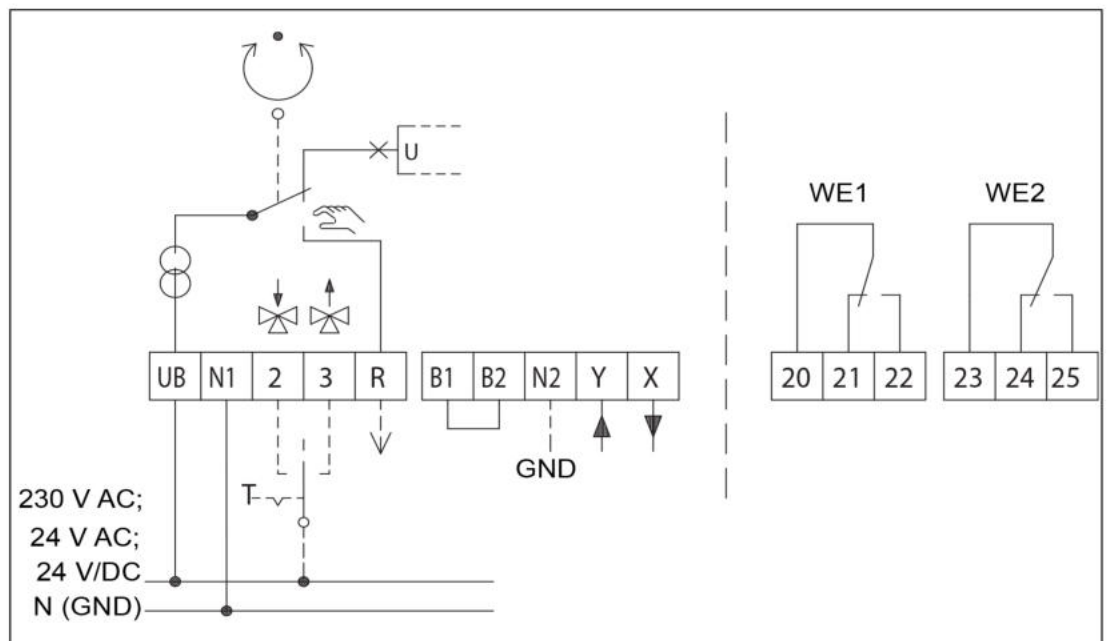 U
WE1 WE2
UB N1 2 3 R B1 B2 N2 Y X 20 21 22 23 24 25
GND
T
230 V AC;
24 V AC;
24 V/DC
N (GND)